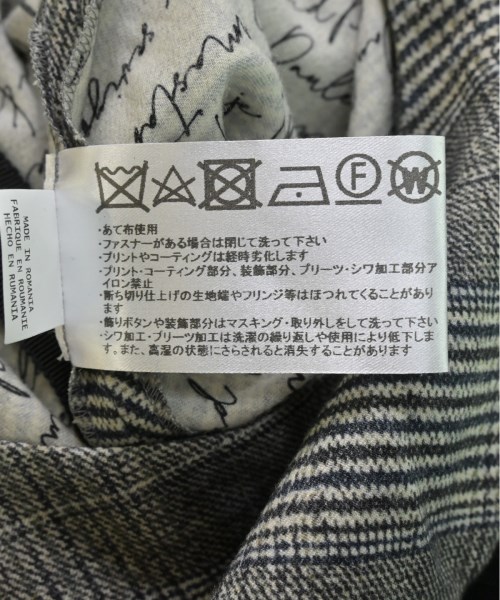 F W
・あて布使用
・ファスナーがある場合は閉じて洗って下さい
・プリントやコーティングは経時劣化します
・プリント・コーティング部分、装飾部分、プリーツ・シワ加工部分ア
イロン禁止
・断ち切り仕上げの生地端やフリンジ等はほつれてくることがあり
ます
・飾りボタンや装飾部分はマスキング・取り外しをして洗って下さい
・シワ加工・プリーツ加工は洗濯の繰り返しや使用により低下しま
す。また、高湿の状態にさらされると消失することがあります
MADE IN ROMANIA
FABRIQUE EN ROUMANIE
HECHO EN RUMANIA